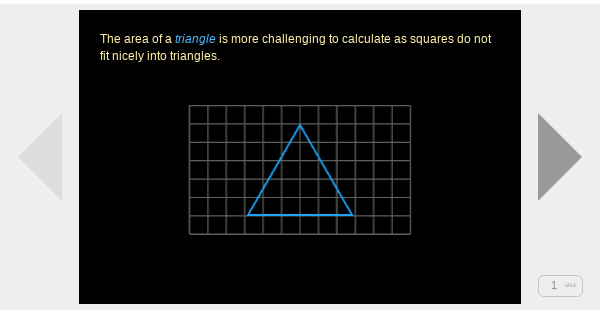 The area of a triangle is more challenging to calculate as squares do not
fit nicely into triangles.
1